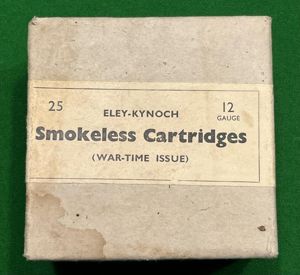 25 ELEY-KYNOCH 12
GAUGE
Smokeless Cartridges
(WAR-TIME ISSUE)